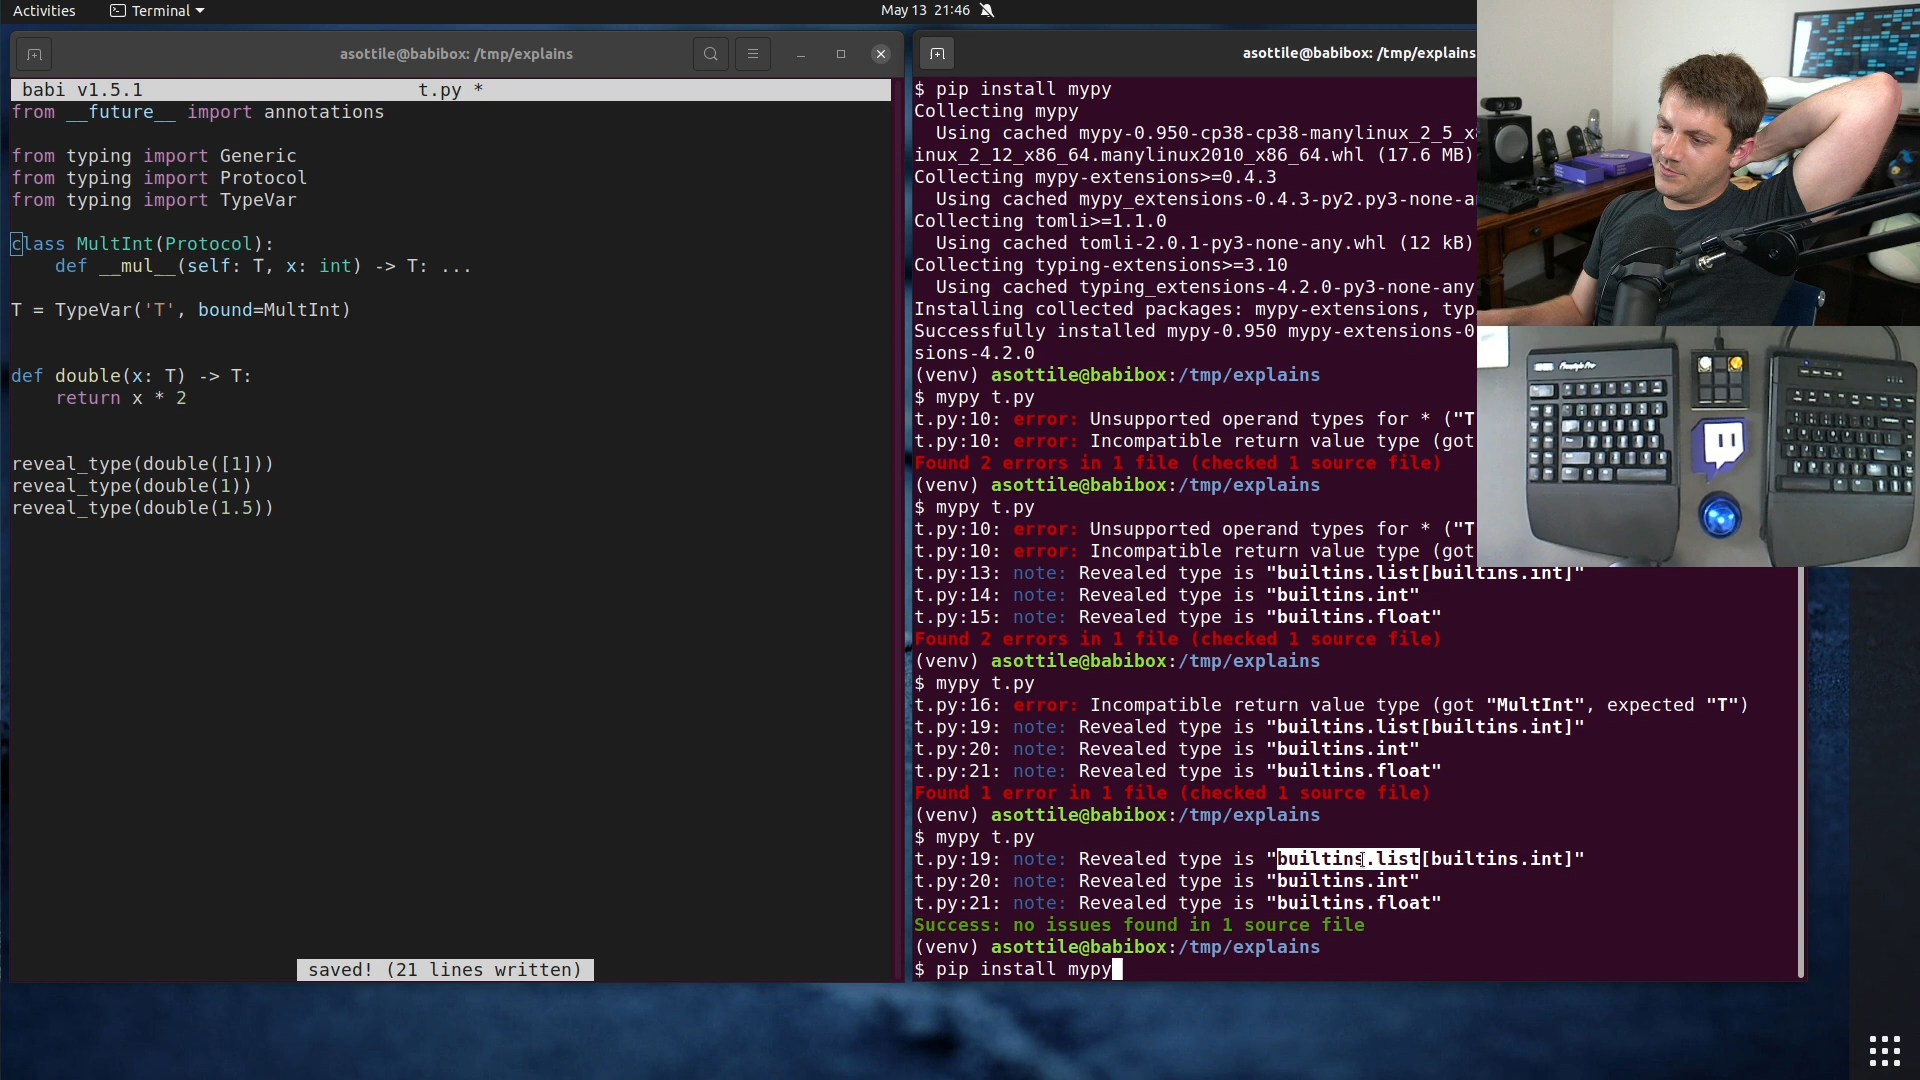 Activities
Terminal
May 13 21:46
asottile@babibox: /tmp/explains
babi v1.5.1 t.py *
from __future__ import annotations
from typing import Generic
from typing import Protocol
from typing import TypeVar
class MultInt(Protocol):
def __mul__(self: T, x: int) -> T: ...
T = TypeVar('T', bound=MultInt)
def double(x: T) -> T:
return x * 2
reveal_type(double([1]))
reveal_type(double(1))
reveal_type(double(1.5))
saved! (21 lines written)
asottile@babibox: /tmp/explains
$ pip install mypy
Collecting mypy
Using cached mypy-0.950-cp38-cp38-manylinux_2_5_x
inux_2_12_x86_64.manylinux2010_x86_64.whl (17.6 MB)
Collecting mypy-extensions>=0.4.3
Using cached mypy_extensions-0.4.3-py2.py3-none-a
Collecting tomli>=1.1.0
Using cached tomli-2.0.1-py3-none-any.whl (12 kB)
Collecting typing-extensions>=3.10
Using cached typing_extensions-4.2.0-py3-none-any
Installing collected packages: mypy-extensions, typ
Successfully installed mypy-0.950 mypy-extensions-0
sions-4.2.0
(venv) asottile@babibox:/tmp/explains
$ mypy t.py
t.py:10: error: Unsupported operand types for * ("T
t.py:10: error: Incompatible return value type (got
Found 2 errors in 1 file (checked 1 source file)
(venv) asottile@babibox:/tmp/explains
$ mypy t.py
t.py:10: error: Unsupported operand types for * ("T
t.py:10: error: Incompatible return value type (got
t.py:13: note: Revealed type is "builtins.list[builtins.int]"
t.py:14: note: Revealed type is "builtins.int"
t.py:15: note: Revealed type is "builtins.float"
Found 2 errors in 1 file (checked 1 source file)
(venv) asottile@babibox:/tmp/explains
$ mypy t.py
t.py:16: error: Incompatible return value type (got "MultInt", expected "T")
t.py:19: note: Revealed type is "builtins.list[builtins.int]"
t.py:20: note: Revealed type is "builtins.int"
t.py:21: note: Revealed type is "builtins.float"
Found 1 error in 1 file (checked 1 source file)
(venv) asottile@babibox:/tmp/explains
$ mypy t.py
t.py:19: note: Revealed type is "builtins.list[builtins.int]"
t.py:20: note: Revealed type is "builtins.int"
t.py:21: note: Revealed type is "builtins.float"
Success: no issues found in 1 source file
(venv) asottile@babibox:/tmp/explains
$ pip install mypy